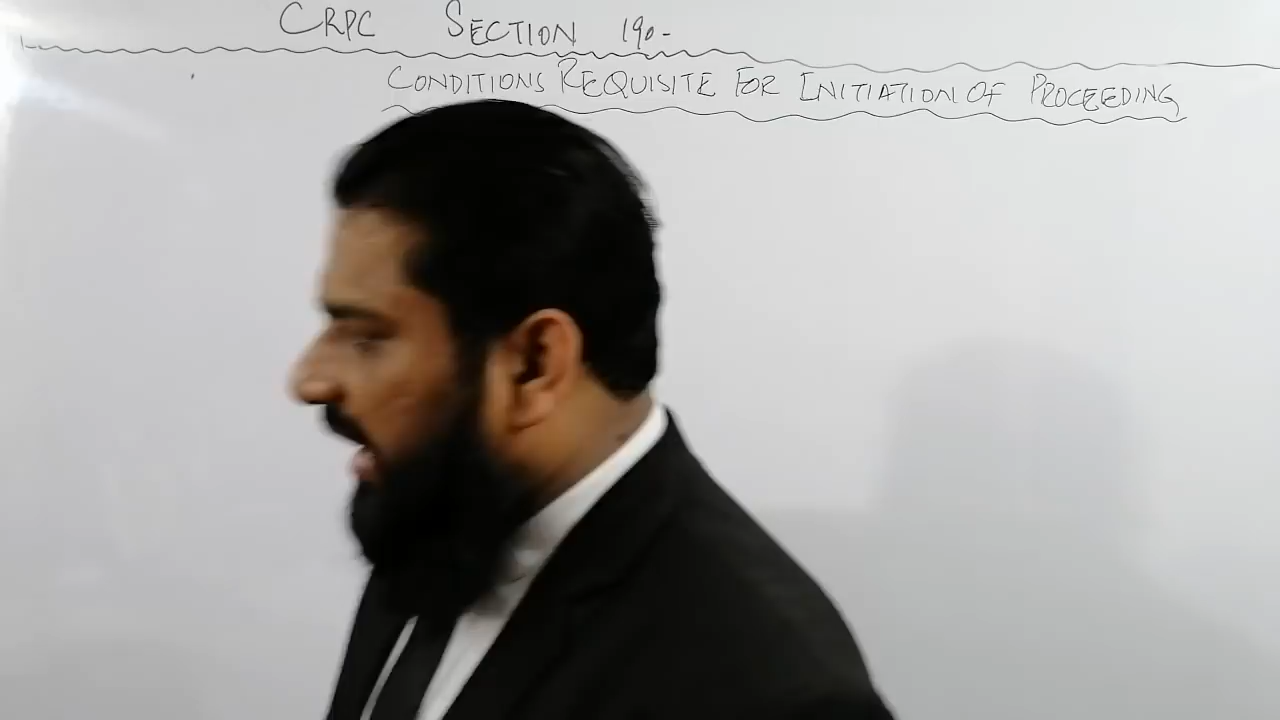 CRPC SECTION 190-
CONDITIONS REQUISITE FOR INITIATION OF PROCEEDING